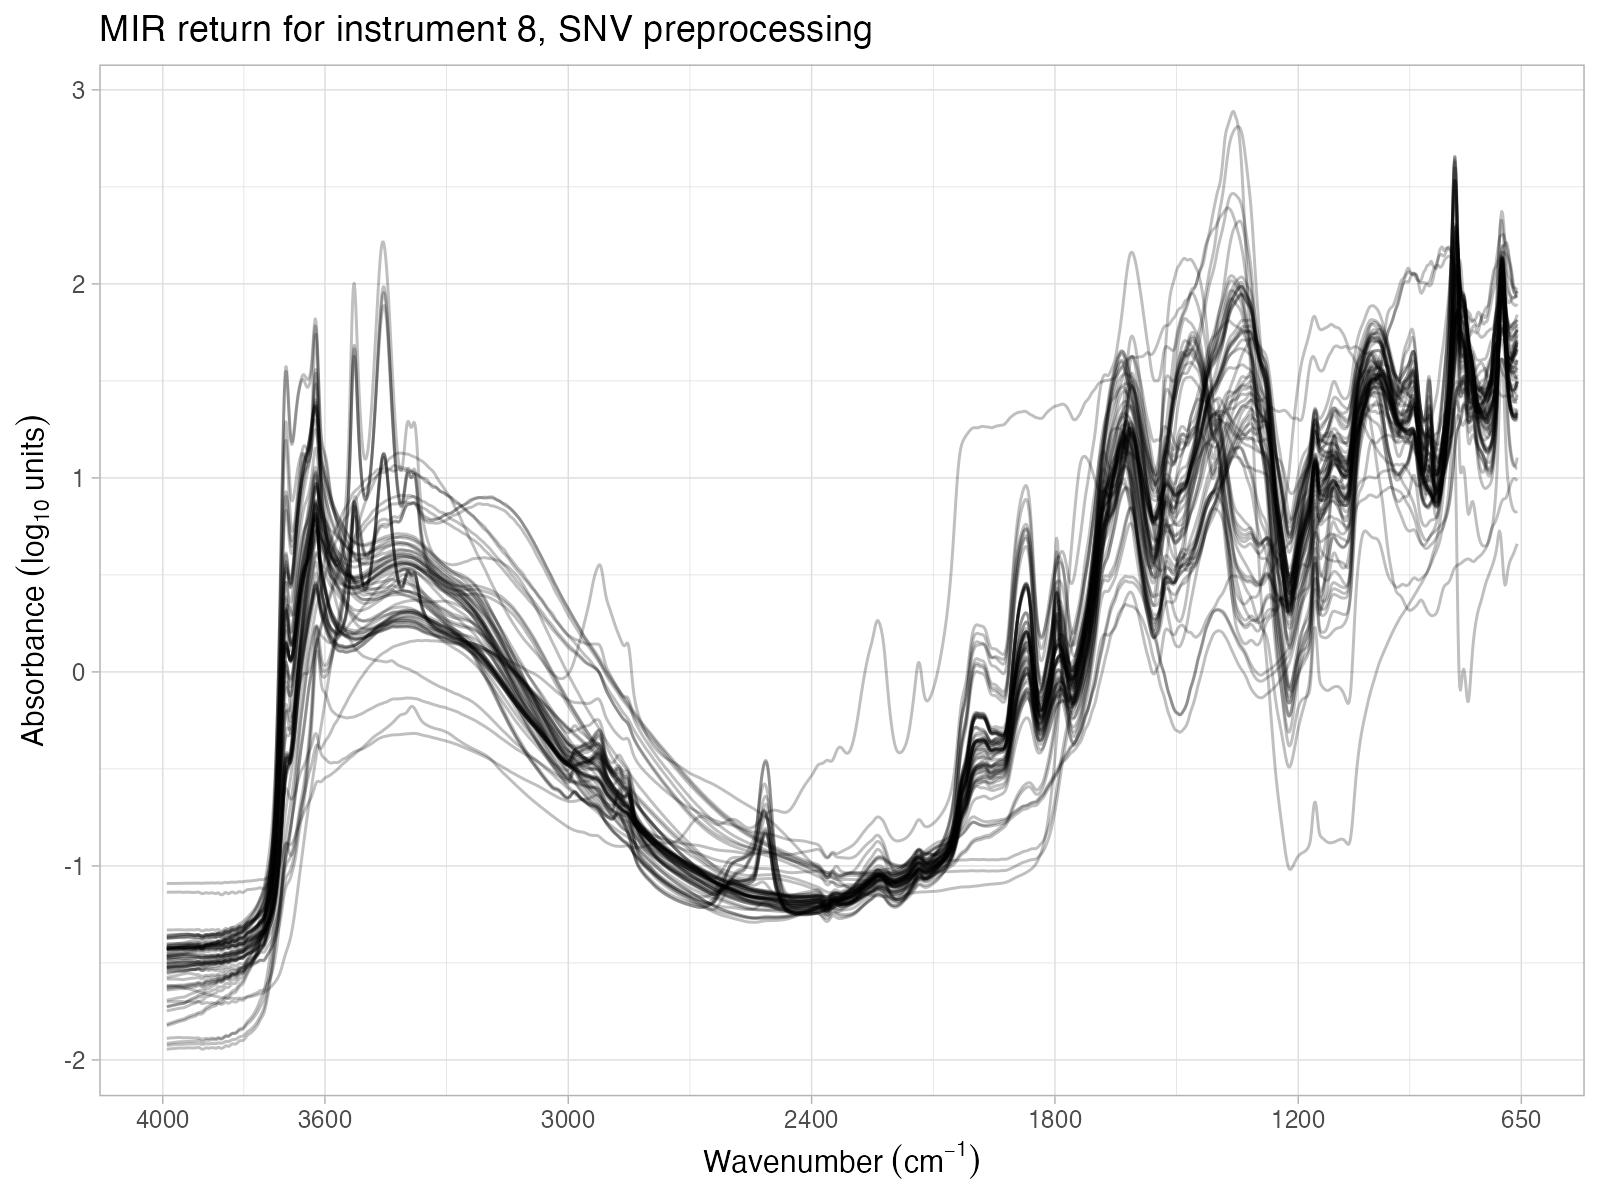 MIR return for instrument 8, SNV preprocessing
3
2
1
0
-1
-2
Absorbance (log₁₀ units)
4000 3600 3000 2400 1800 1200 650
Wavenumber (cm⁻¹)